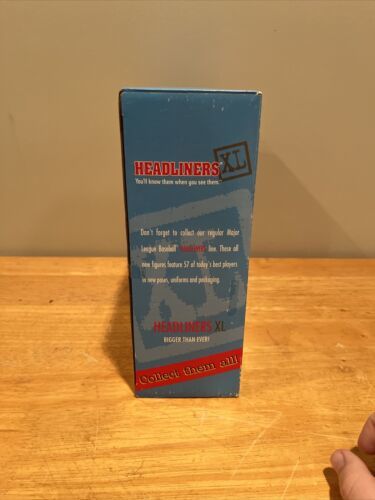 HEADLINERS XL
You'll know them when you see them.
Don't forget to collect our regular Major
League Baseball HEADLINERS line. These all
new figures feature 57 of today's best players
in new poses, uniforms and packaging.
HEADLINERS XL
BIGGER THAN EVER!
Collect them all!